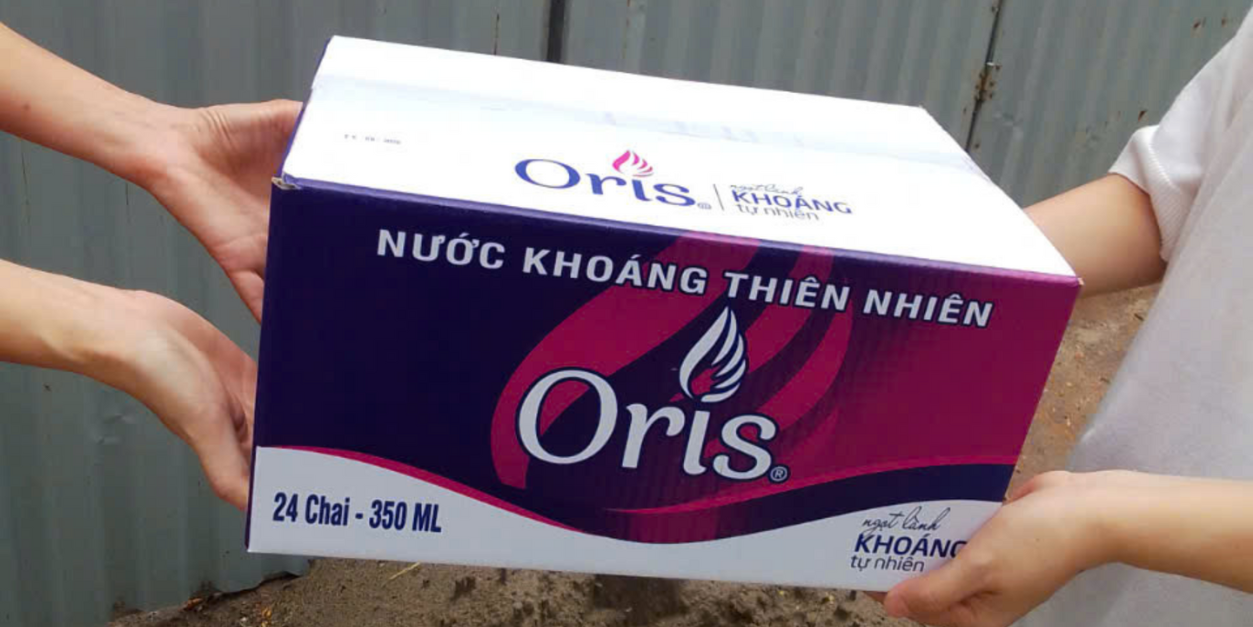 Oris®
ngọt lành
KHOÁNG
tự nhiên
NƯỚC KHOÁNG THIÊN NHIÊN
Oris®
24 Chai - 350 ML
ngọt lành
KHOÁNG
tự nhiên